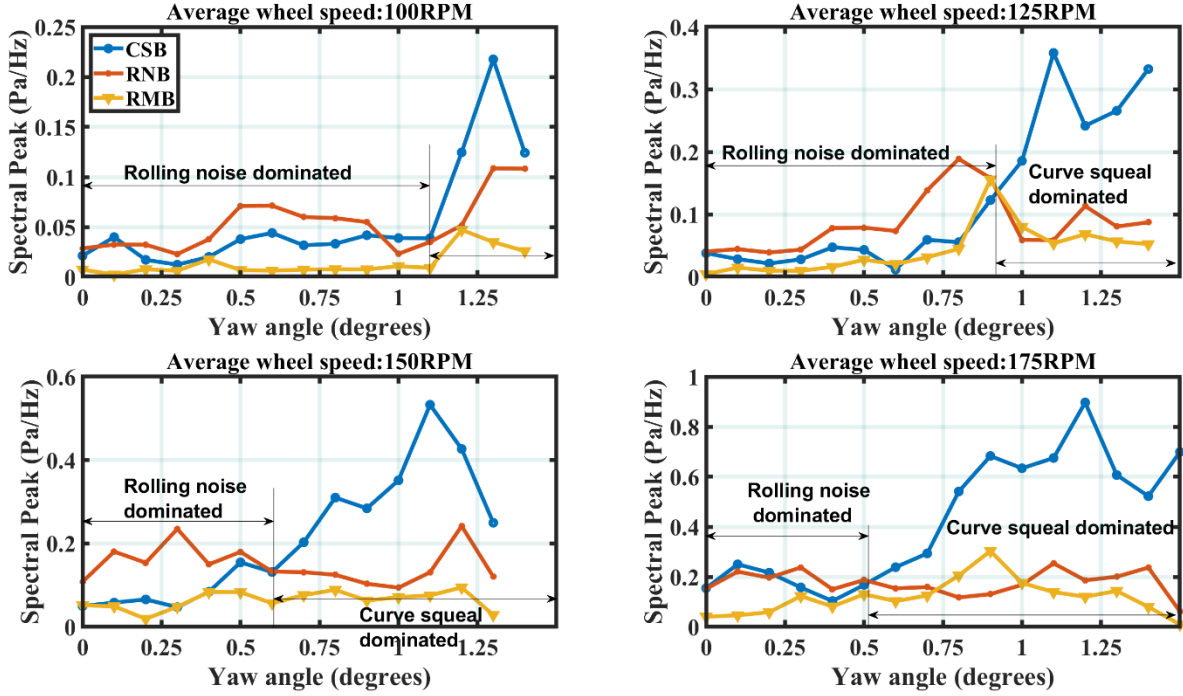 Average wheel speed:100RPM
Spectral Peak (Pa/Hz)
0.25
0.2
0.15
0.1
0.05
0
CSB
RNB
RMB
Rolling noise dominated
0 0.25 0.5 0.75 1 1.25
Yaw angle (degrees)
Average wheel speed:125RPM
Spectral Peak (Pa/Hz)
0.4
0.3
0.2
0.1
0
Rolling noise dominated
Curve squeal
dominated
0 0.25 0.5 0.75 1 1.25
Yaw angle (degrees)
Average wheel speed:150RPM
Spectral Peak (Pa/Hz)
0.6
0.4
0.2
0
Rolling noise
dominated
Curve squeal
dominated
0 0.25 0.5 0.75 1 1.25
Yaw angle (degrees)
Average wheel speed:175RPM
Spectral Peak (Pa/Hz)
1
0.8
0.6
0.4
0.2
0
Rolling noise
dominated
Curve squeal dominated
0 0.25 0.5 0.75 1 1.25
Yaw angle (degrees)